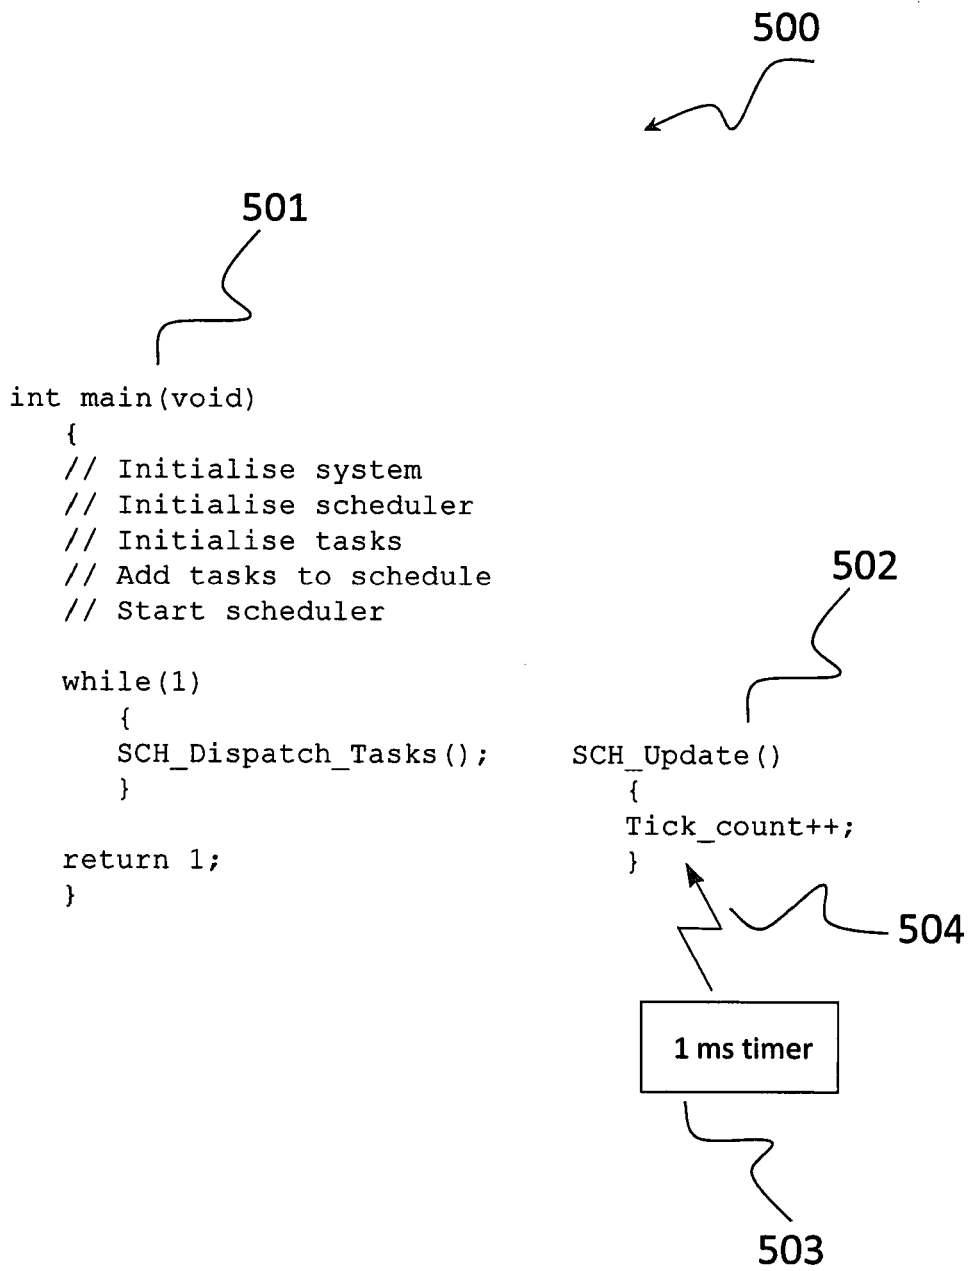 500
501
int main(void)
{
// Initialise system
// Initialise scheduler
// Initialise tasks
// Add tasks to schedule
// Start scheduler
while(1)
{
SCH_Dispatch_Tasks();
}
return 1;
}
502
SCH_Update()
{
Tick_count++;
}
504
1 ms timer
503